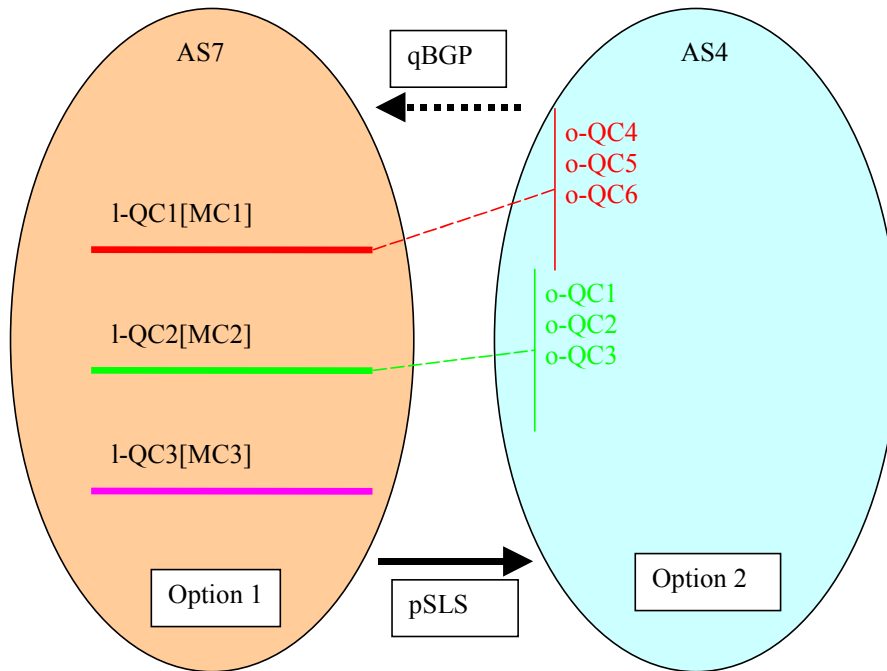 AS7
qBGP
AS4
o-QC4
o-QC5
o-QC6
l-QC1[MC1]
o-QC1
o-QC2
o-QC3
l-QC2[MC2]
l-QC3[MC3]
Option 1
pSLS
Option 2